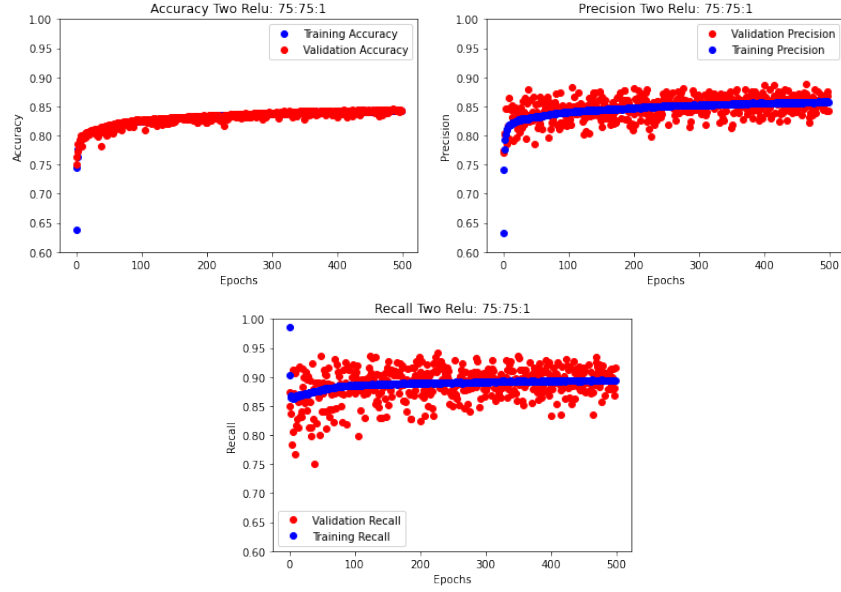 Accuracy Two Relu: 75:75:1
1.00
0.95
0.90
0.85
0.80
0.75
0.70
0.65
0.60
Accuracy
Training Accuracy
Validation Accuracy
0 100 200 300 400 500
Epochs
Precision Two Relu: 75:75:1
1.00
0.95
0.90
0.85
0.80
0.75
0.70
0.65
0.60
Precision
Validation Precision
Training Precision
0 100 200 300 400 500
Epochs
Recall Two Relu: 75:75:1
1.00
0.95
0.90
0.85
0.80
0.75
0.70
0.65
0.60
Recall
Validation Recall
Training Recall
0 100 200 300 400 500
Epochs